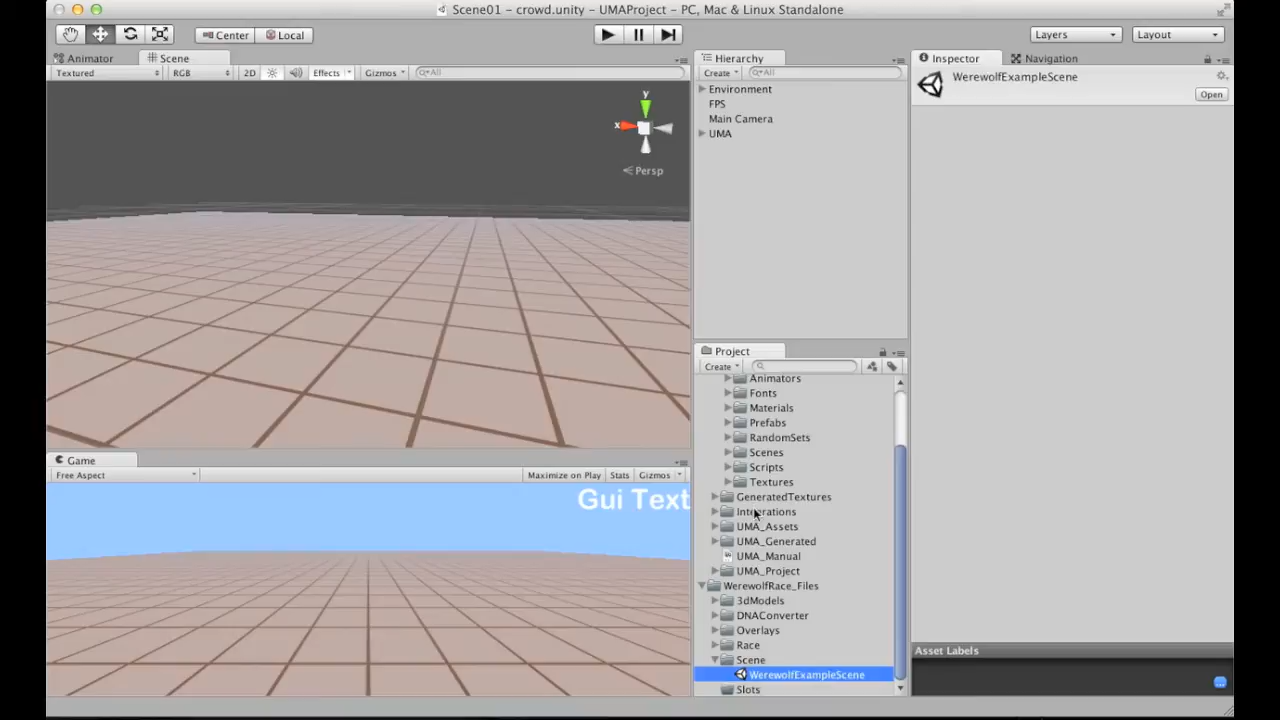 Scene01 - crowd.unity - UMAProject - PC, Mac & Linux Standalone
Center Local
Layers Layout
Animator Scene
Textured RGB 2D Effects Gizmos All
y
x
Persp
Game
Free Aspect Maximize on Play Stats Gizmos
Gui Text
Hierarchy
Create All
Environment
FPS
Main Camera
UMA
Project
Create
Animators
Fonts
Materials
Prefabs
RandomSets
Scenes
Scripts
Textures
GeneratedTextures
Integrations
UMA_Assets
UMA_Generated
UMA_Manual
UMA_Project
WerewolfRace_Files
3dModels
DNAConverter
Overlays
Race
Scene
WerewolfExampleScene
Slots
Inspector Navigation
WerewolfExampleScene
Open
Asset Labels